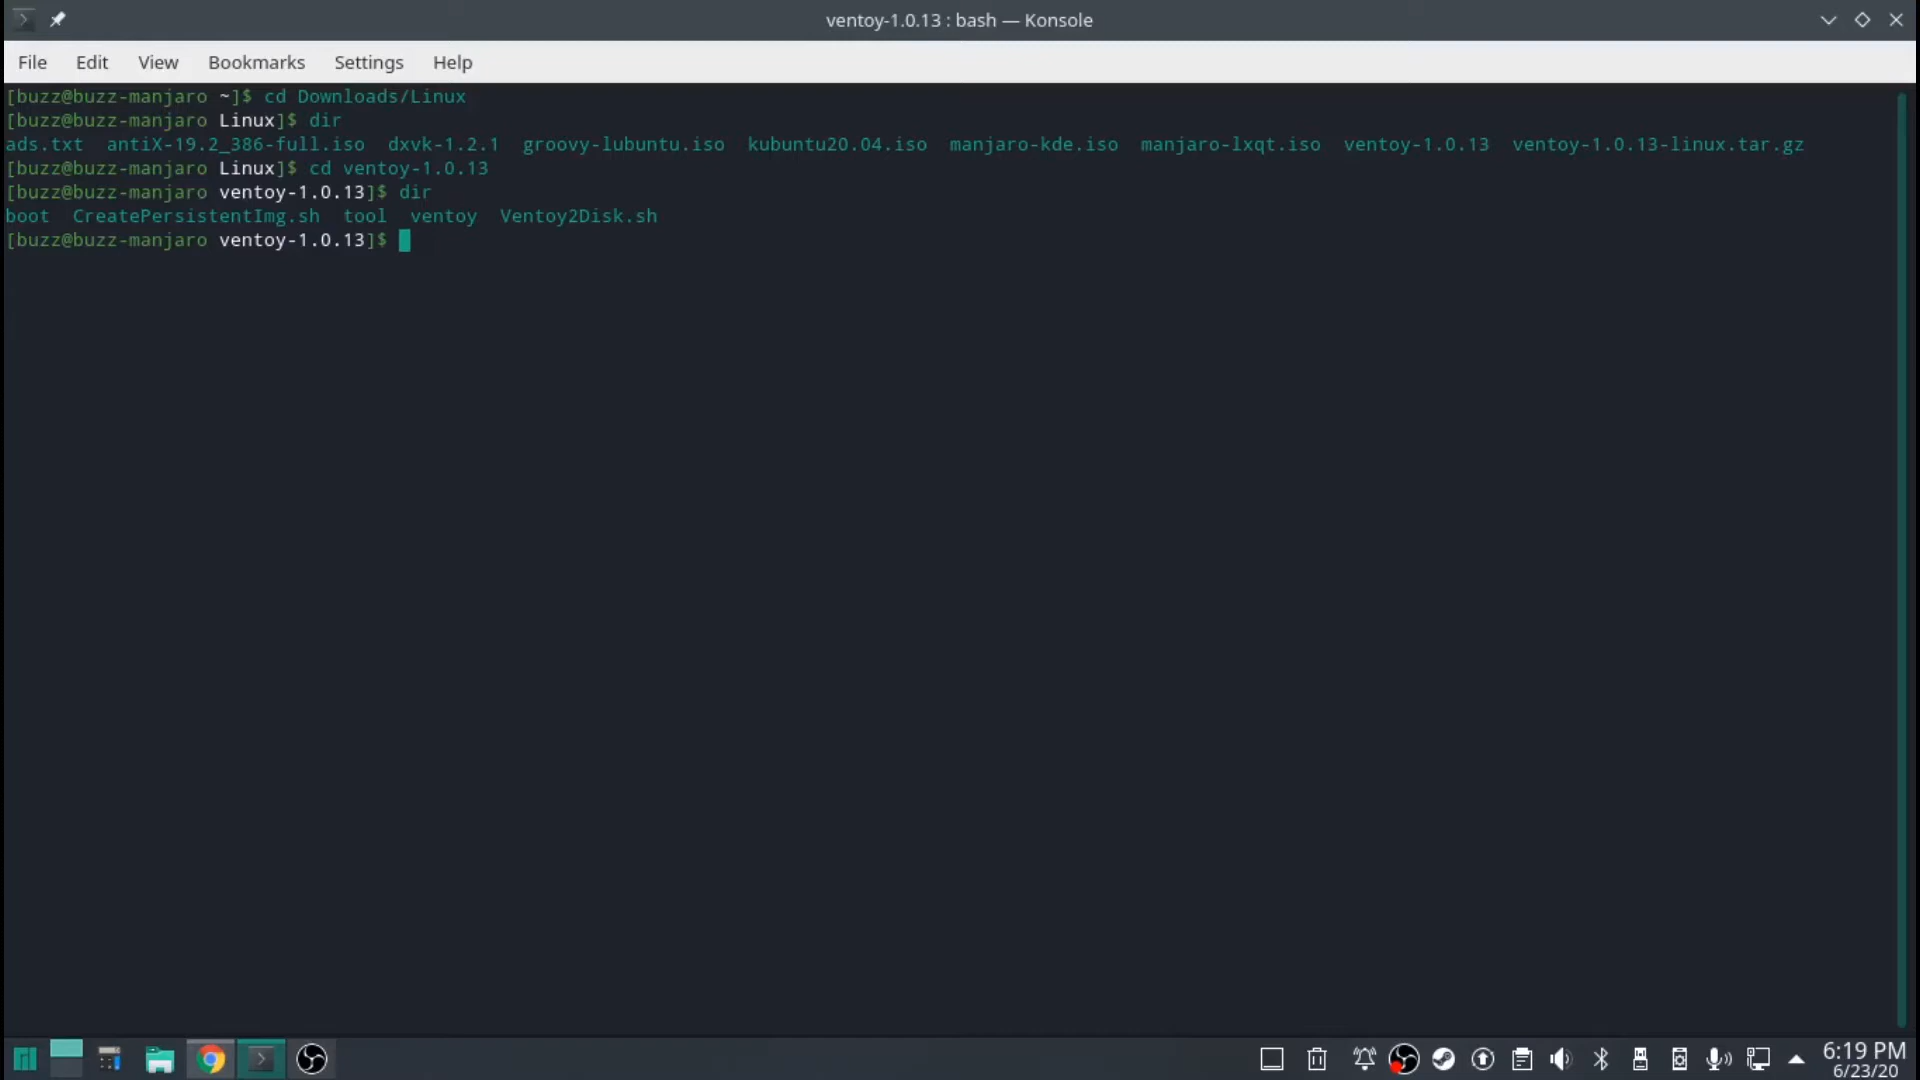 ventoy-1.0.13 : bash — Konsole
File Edit View Bookmarks Settings Help
[buzz@buzz-manjaro ~]$ cd Downloads/Linux
[buzz@buzz-manjaro Linux]$ dir
ads.txt antiX-19.2_386-full.iso dxvk-1.2.1 groovy-lubuntu.iso kubuntu20.04.iso manjaro-kde.iso manjaro-lxqt.iso ventoy-1.0.13 ventoy-1.0.13-linux.tar.gz
[buzz@buzz-manjaro Linux]$ cd ventoy-1.0.13
[buzz@buzz-manjaro ventoy-1.0.13]$ dir
boot CreatePersistentImg.sh tool ventoy Ventoy2Disk.sh
[buzz@buzz-manjaro ventoy-1.0.13]$
6:19 PM
6/23/20